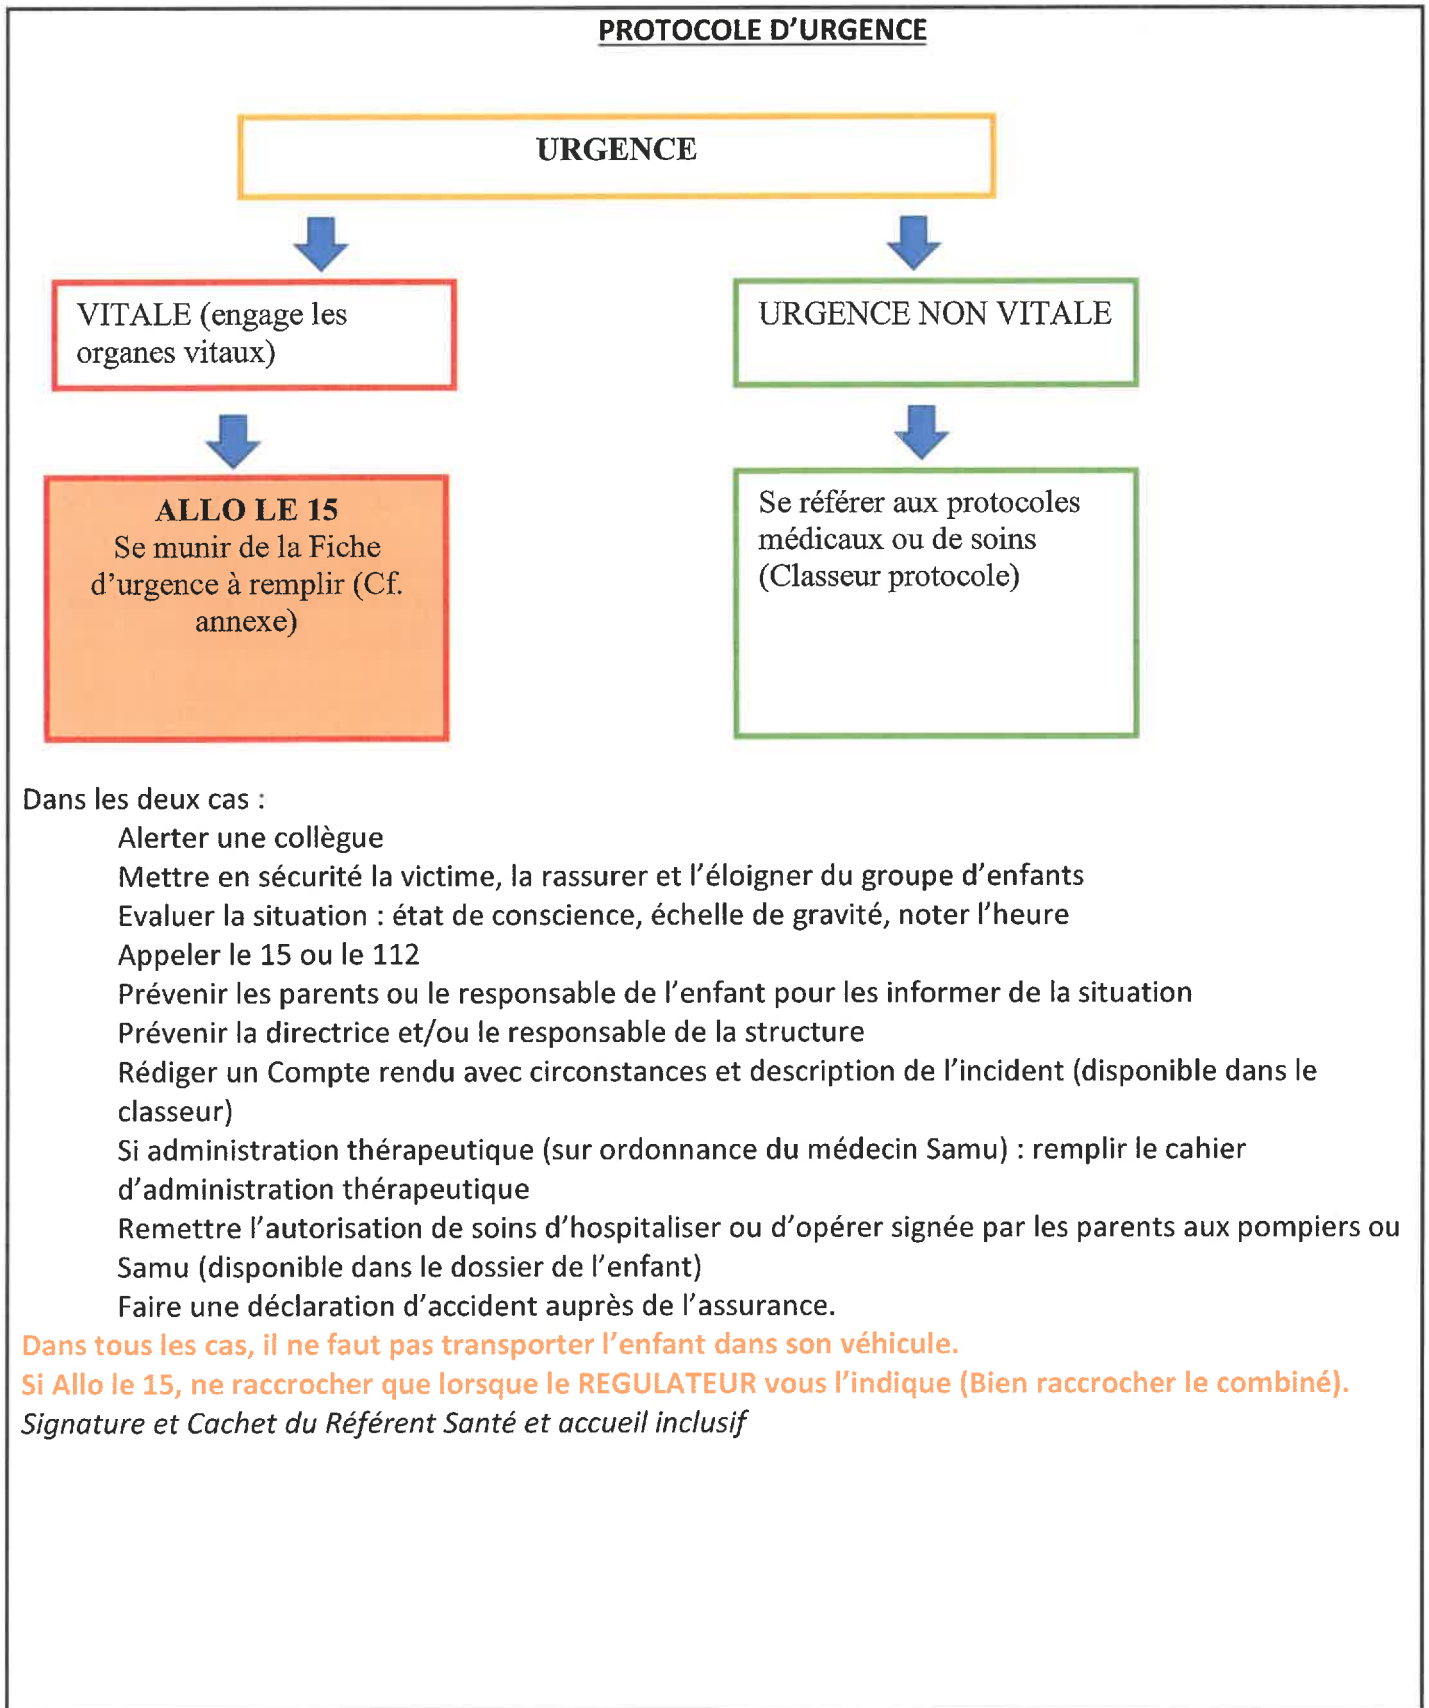 PROTOCOLE D'URGENCE
URGENCE
VITALE (engage les
organes vitaux)
URGENCE NON VITALE
ALLO LE 15
Se munir de la Fiche
d'urgence à remplir (Cf.
annexe)
Se référer aux protocoles
médicaux ou de soins
(Classeur protocole)
Dans les deux cas :
Alerter une collègue
Mettre en sécurité la victime, la rassurer et l'éloigner du groupe d'enfants
Evaluer la situation : état de conscience, échelle de gravité, noter l'heure
Appeler le 15 ou le 112
Prévenir les parents ou le responsable de l'enfant pour les informer de la situation
Prévenir la directrice et/ou le responsable de la structure
Rédiger un Compte rendu avec circonstances et description de l'incident (disponible dans le
classeur)
Si administration thérapeutique (sur ordonnance du médecin Samu) : remplir le cahier
d'administration thérapeutique
Remettre l'autorisation de soins d'hospitaliser ou d'opérer signée par les parents aux pompiers ou
Samu (disponible dans le dossier de l'enfant)
Faire une déclaration d'accident auprès de l'assurance.
Dans tous les cas, il ne faut pas transporter l'enfant dans son véhicule.
Si Allo le 15, ne raccrocher que lorsque le REGULATEUR vous l'indique (Bien raccrocher le combiné).
Signature et Cachet du Référent Santé et accueil inclusif